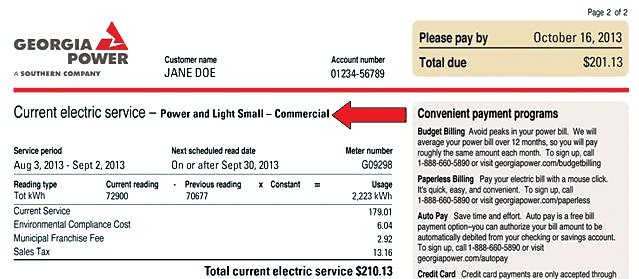 Page 2 of 2
GEORGIA
POWER
A SOUTHERN COMPANY
Customer name
JANE DOE
Account number
01234-56789
Please pay by October 16, 2013
Total due $201.13
Current electric service – Power and Light Small – Commercial
Service period Next scheduled read date Meter number
Aug 3, 2013 - Sept 2, 2013 On or after Sept 30, 2013 G09298
Reading type Current reading - Previous reading x Constant = Usage
Tot kWh 72900 70677 2,223 kWh
Current Service 179.01
Environmental Compliance Cost 6.04
Municipal Franchise Fee 2.92
Sales Tax 13.16
Total current electric service $210.13
Convenient payment programs
Budget Billing Avoid peaks in your power bill. We will
average your power bill over 12 months, so you will pay
roughly the same amount each month. To sign up, call
1-888-660-5890 or visit georgiapower.com/budgetbilling
Paperless Billing Pay your electric bill with a mouse click.
It's quick, easy, and convenient. To sign up, call
1-888-660-5890 or visit georgiapower.com/paperless
Auto Pay Save time and effort. Auto pay is a free bill
payment option–you can authorize your bill amount to
be automatically debited from your checking or savings account.
To sign up, call 1-888-660-5890 or visit
georgiapower.com/autopay
Credit Card Credit card payments are only accepted through